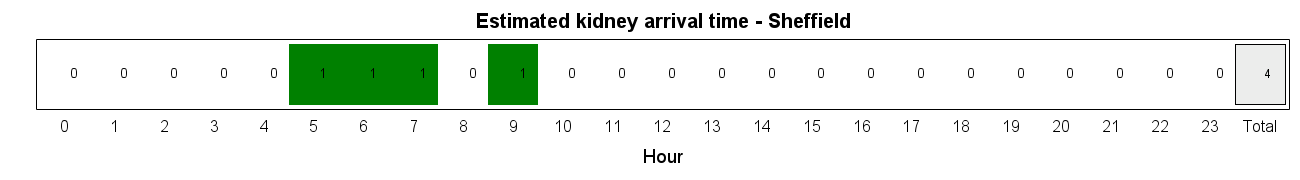 Estimated kidney arrival time - Sheffield
0 0 0 0 0 1 1 1 0 1 0 0 0 0 0 0 0 0 0 0 0 0 0 0 4
0 1 2 3 4 5 6 7 8 9 10 11 12 13 14 15 16 17 18 19 20 21 22 23 Total
Hour